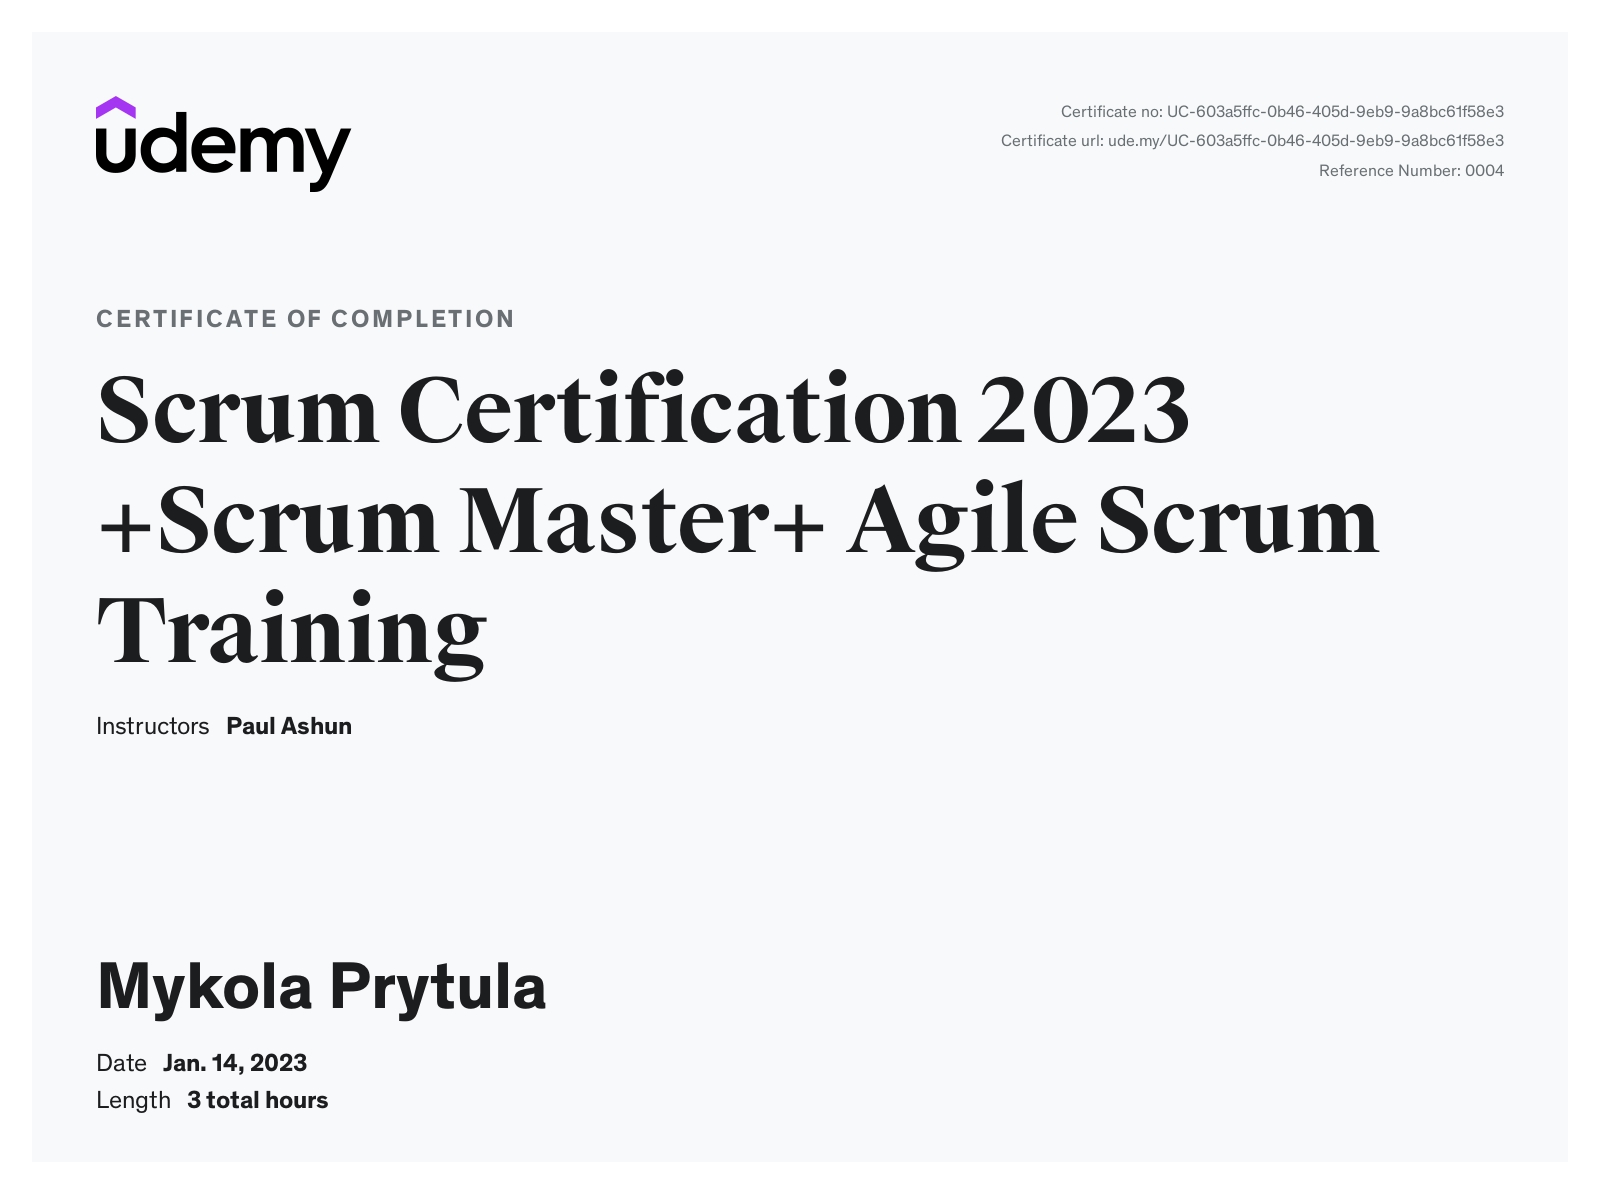 udemy
Certificate no: UC-603a5ffc-0b46-405d-9eb9-9a8bc61f58e3
Certificate url: ude.my/UC-603a5ffc-0b46-405d-9eb9-9a8bc61f58e3
Reference Number: 0004
CERTIFICATE OF COMPLETION
Scrum Certification 2023
+Scrum Master+ Agile Scrum
Training
Instructors Paul Ashun
Mykola Prytula
Date Jan. 14, 2023
Length 3 total hours